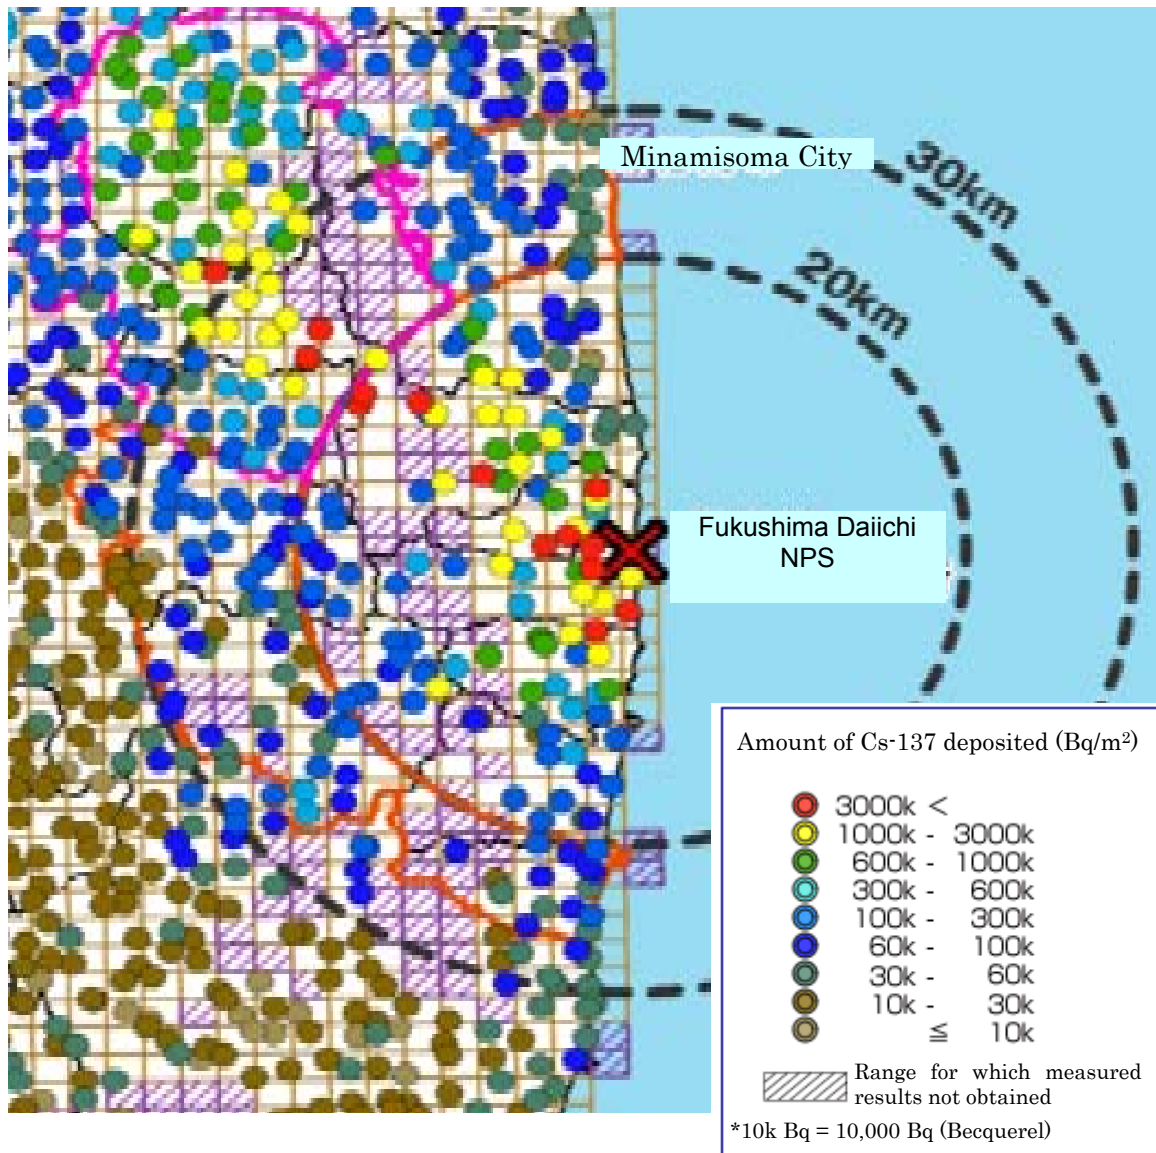 Minamisoma City
30km
20km
Fukushima Daiichi
NPS
Amount of Cs-137 deposited (Bq/m²)
3000k <
1000k - 3000k
600k - 1000k
300k - 600k
100k - 300k
60k - 100k
30k - 60k
10k - 30k
≦ 10k
Range for which measured
results not obtained
*10k Bq = 10,000 Bq (Becquerel)